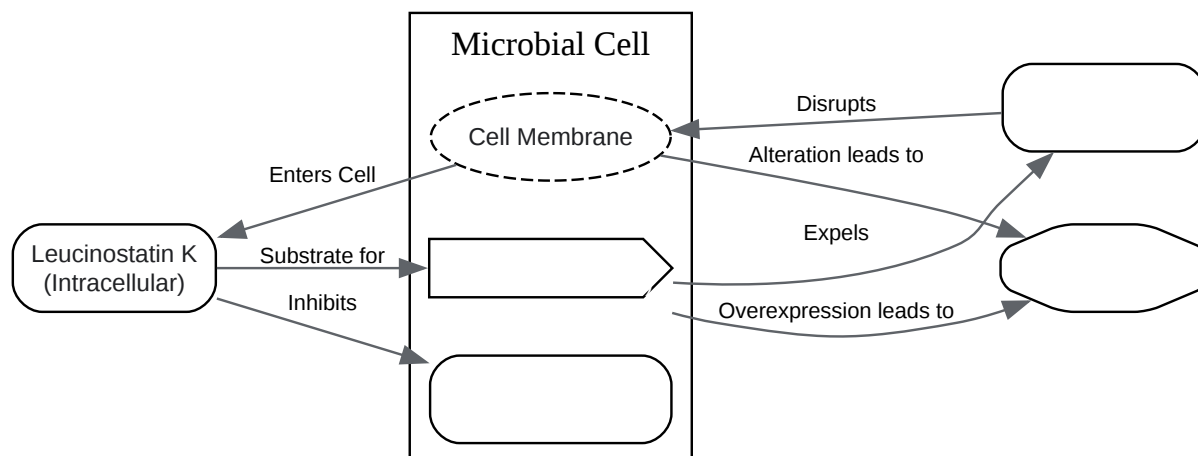 Microbial Cell
Disrupts
Cell Membrane
Alteration leads to
Enters Cell
Expels
Leucinostatin K
(Intracellular)
Substrate for
Inhibits
Overexpression leads to